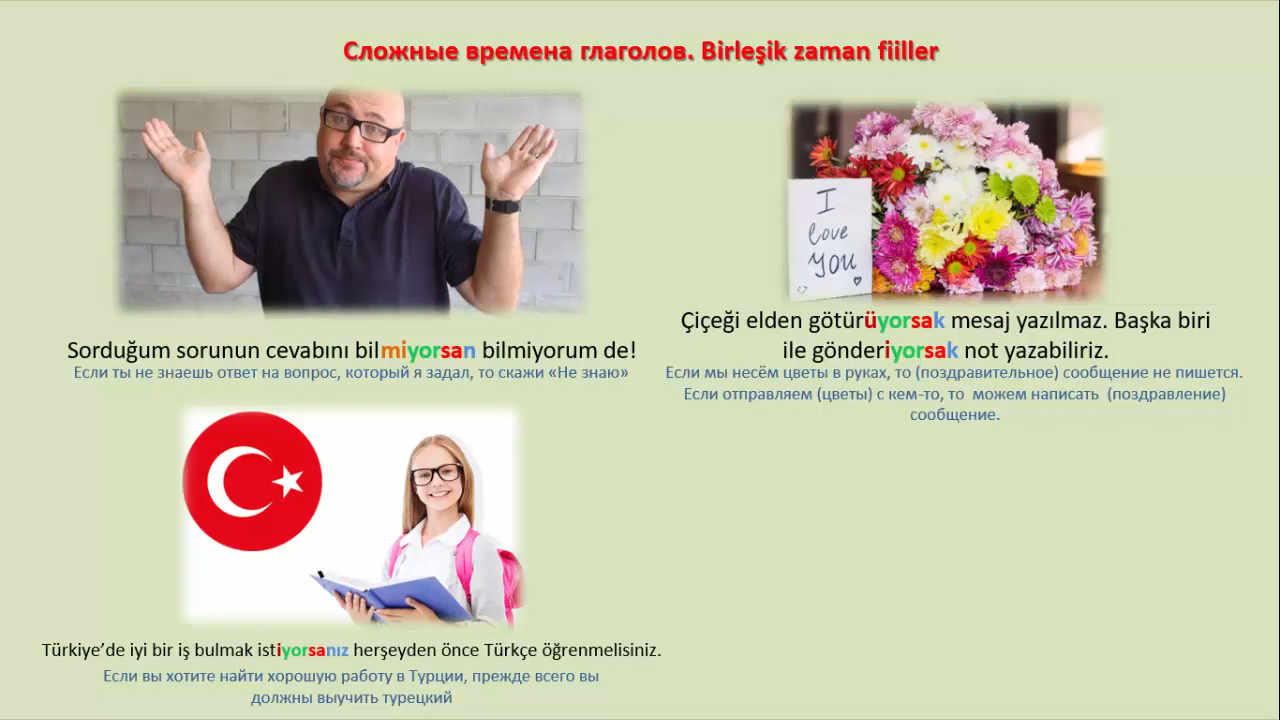 Сложные времена глаголов. Birleşik zaman fiiller
I
love
YOU
Sorduğum sorunun cevabını bilmiyorsan bilmiyorum de!
Если ты не знаешь ответ на вопрос, который я задал, то скажи «Не знаю»
Çiçeği elden götürüyorsak mesaj yazılmaz. Başka biri
ile gönderiyorsak not yazabiliriz.
Если мы несём цветы в руках, то (поздравительное) сообщение не пишется.
Если отправляем (цветы) с кем-то, то можем написать (поздравление)
сообщение.
Türkiye’de iyi bir iş bulmak istiyorsanız herşeyden önce Türkçe öğrenmelisiniz.
Если вы хотите найти хорошую работу в Турции, прежде всего вы
должны выучить турецкий